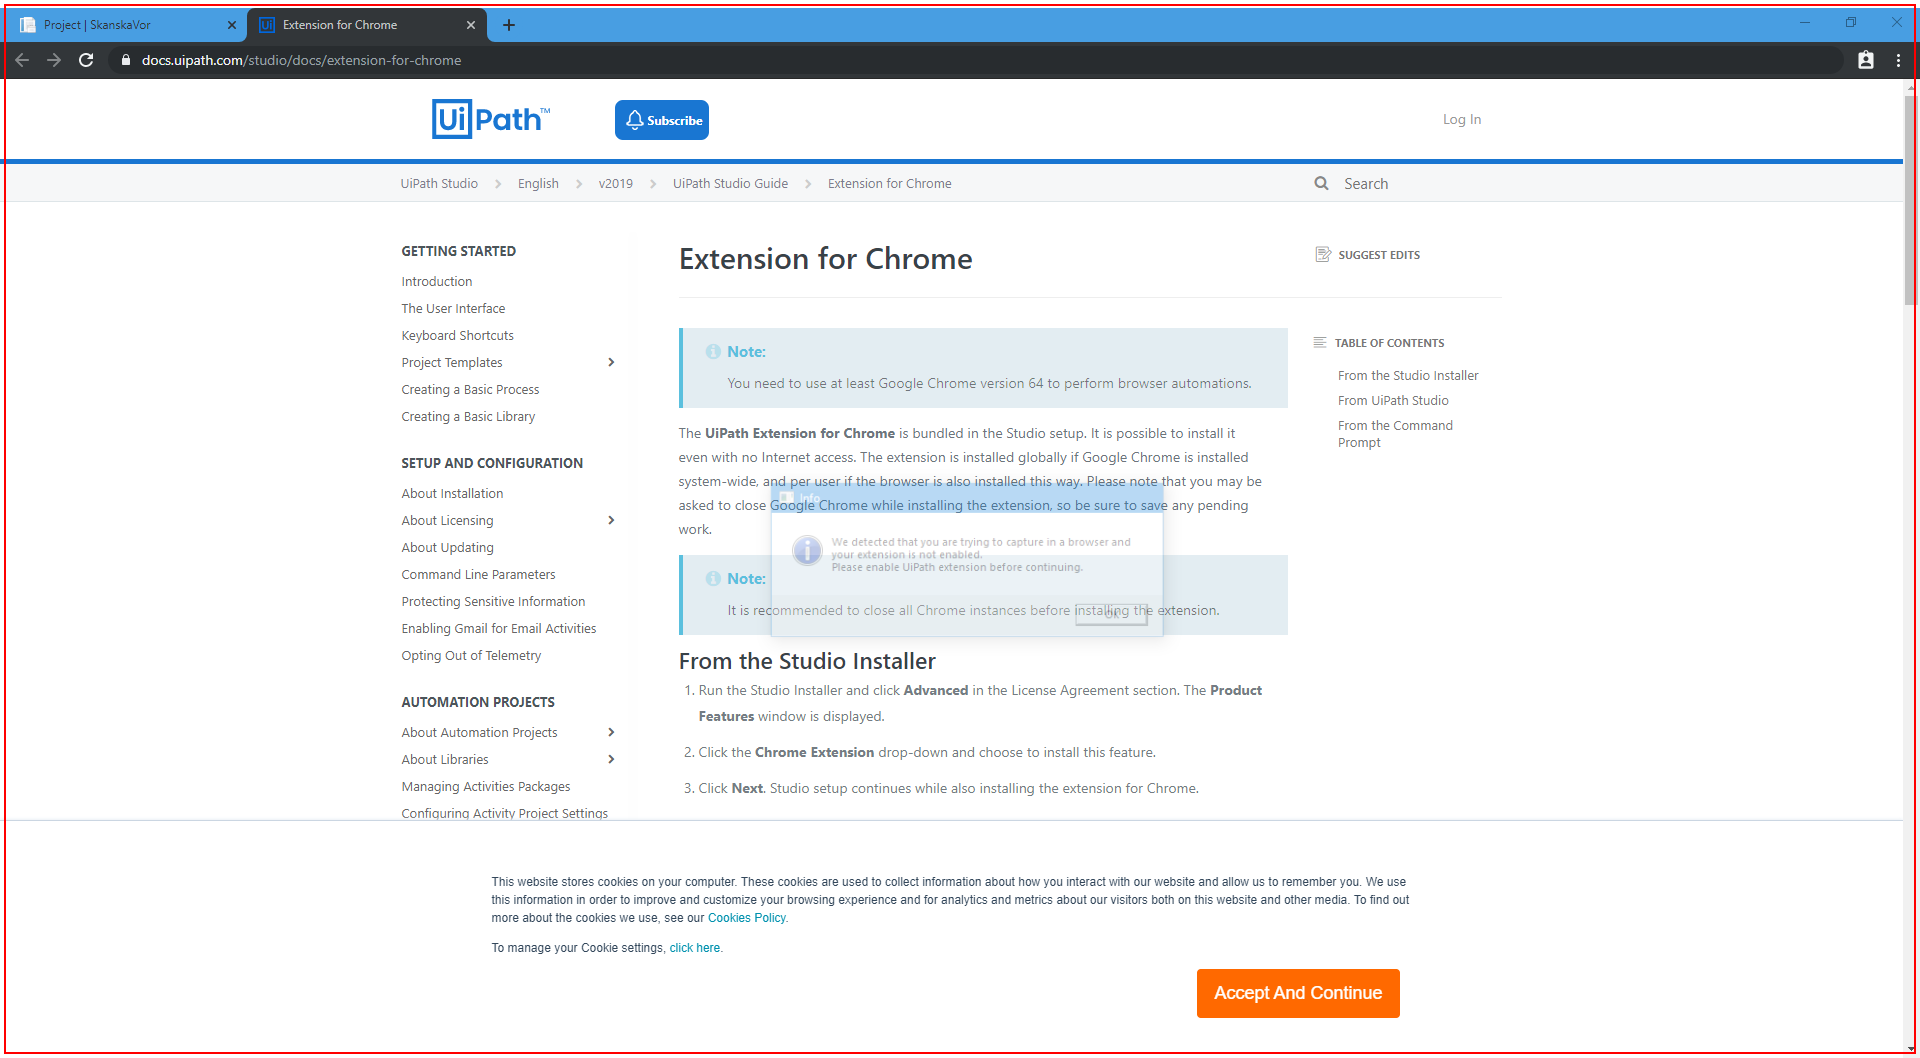 Project | SkanskaVor
Extension for Chrome
docs.uipath.com/studio/docs/extension-for-chrome
UiPath™
Subscribe
Log In
UiPath Studio
English
v2019
UiPath Studio Guide
Extension for Chrome
Search
GETTING STARTED
Introduction
The User Interface
Keyboard Shortcuts
Project Templates
Creating a Basic Process
Creating a Basic Library
SETUP AND CONFIGURATION
About Installation
About Licensing
About Updating
Command Line Parameters
Protecting Sensitive Information
Enabling Gmail for Email Activities
Opting Out of Telemetry
AUTOMATION PROJECTS
About Automation Projects
About Libraries
Managing Activities Packages
Configuring Activity Project Settings
Extension for Chrome
Note:
You need to use at least Google Chrome version 64 to perform browser automations.
The UiPath Extension for Chrome is bundled in the Studio setup. It is possible to install it
even with no Internet access. The extension is installed globally if Google Chrome is installed
system-wide, and per user if the browser is also installed this way. Please note that you may be
asked to close Google Chrome while installing the extension, so be sure to save any pending
work.
Note:
It is recommended to close all Chrome instances before installing the extension.
Info
We detected that you are trying to capture in a browser and
your extension is not enabled.
Please enable UiPath extension before continuing.
Ok
From the Studio Installer
1. Run the Studio Installer and click Advanced in the License Agreement section. The Product
Features window is displayed.
2. Click the Chrome Extension drop-down and choose to install this feature.
3. Click Next. Studio setup continues while also installing the extension for Chrome.
SUGGEST EDITS
TABLE OF CONTENTS
From the Studio Installer
From UiPath Studio
From the Command
Prompt
This website stores cookies on your computer. These cookies are used to collect information about how you interact with our website and allow us to remember you. We use
this information in order to improve and customize your browsing experience and for analytics and metrics about our visitors both on this website and other media. To find out
more about the cookies we use, see our Cookies Policy.
To manage your Cookie settings, click here.
Accept And Continue